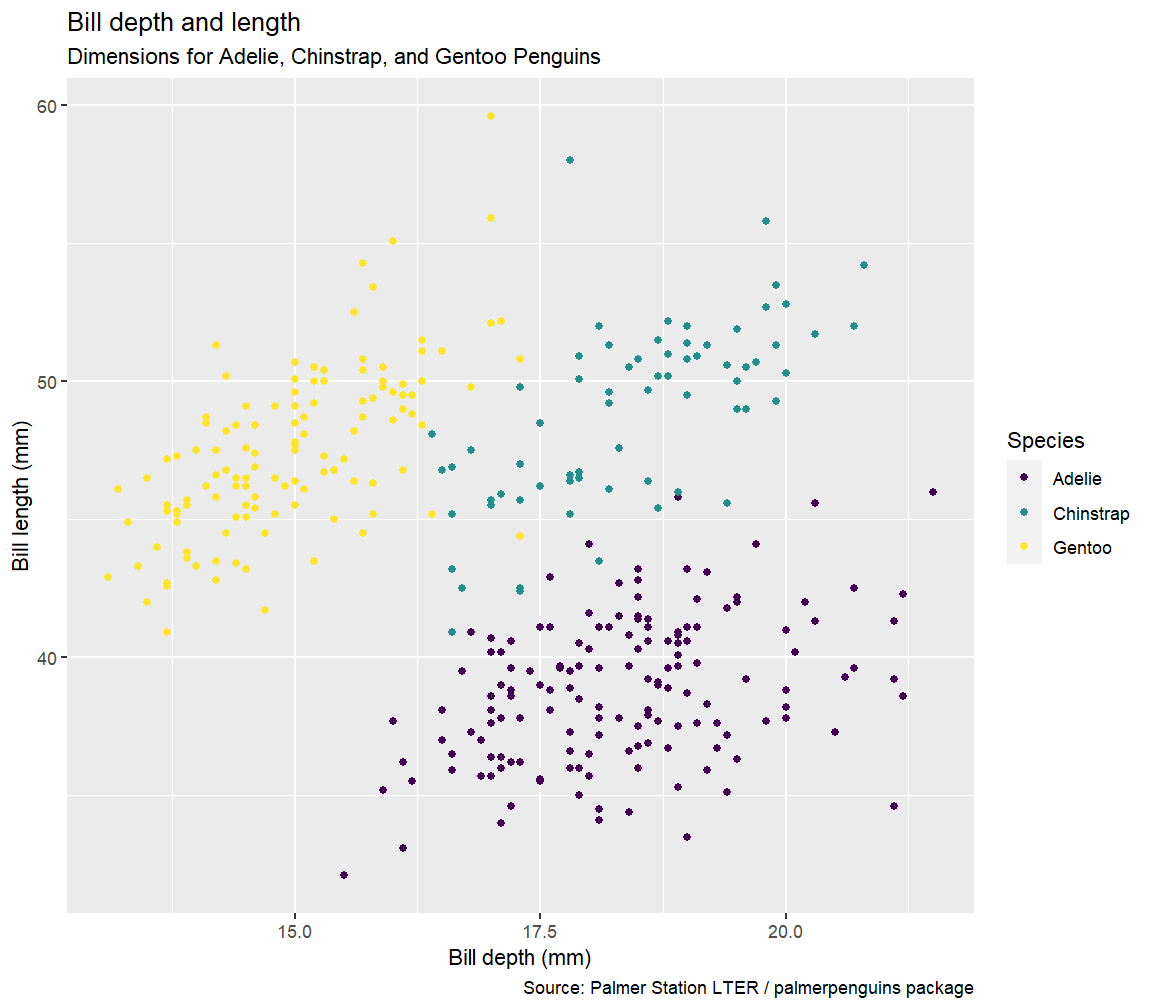 Bill depth and length
Dimensions for Adelie, Chinstrap, and Gentoo Penguins
60
50
40
Bill length (mm)
15.0 17.5 20.0
Bill depth (mm)
Species
Adelie
Chinstrap
Gentoo
Source: Palmer Station LTER / palmerpenguins package